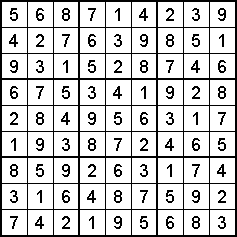 5 6 8 7 1 4 2 3 9
4 2 7 6 3 9 8 5 1
9 3 1 5 2 8 7 4 6
6 7 5 3 4 1 9 2 8
2 8 4 9 5 6 3 1 7
1 9 3 8 7 2 4 6 5
8 5 9 2 6 3 1 7 4
3 1 6 4 8 7 5 9 2
7 4 2 1 9 5 6 8 3